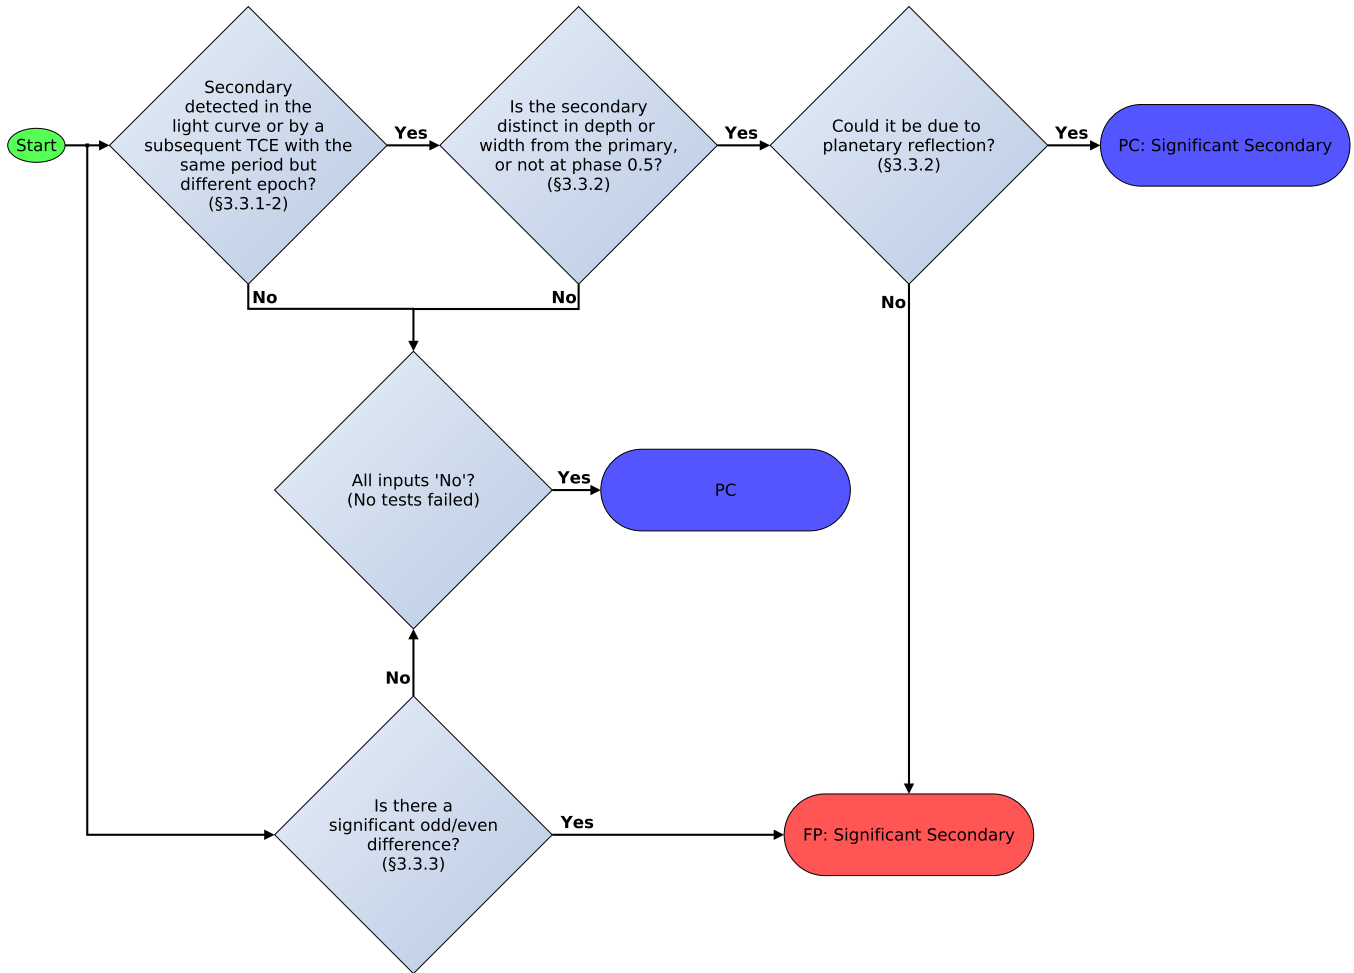 Start
Secondary
detected in the
light curve or by a
subsequent TCE with the
same period but
different epoch?
(§3.3.1-2)
Yes
Is the secondary
distinct in depth or
width from the primary,
or not at phase 0.5?
(§3.3.2)
Yes
Could it be due to
planetary reflection?
(§3.3.2)
Yes
PC: Significant Secondary
No
No
No
All inputs 'No'?
(No tests failed)
Yes
PC
No
Is there a
significant odd/even
difference?
(§3.3.3)
Yes
FP: Significant Secondary